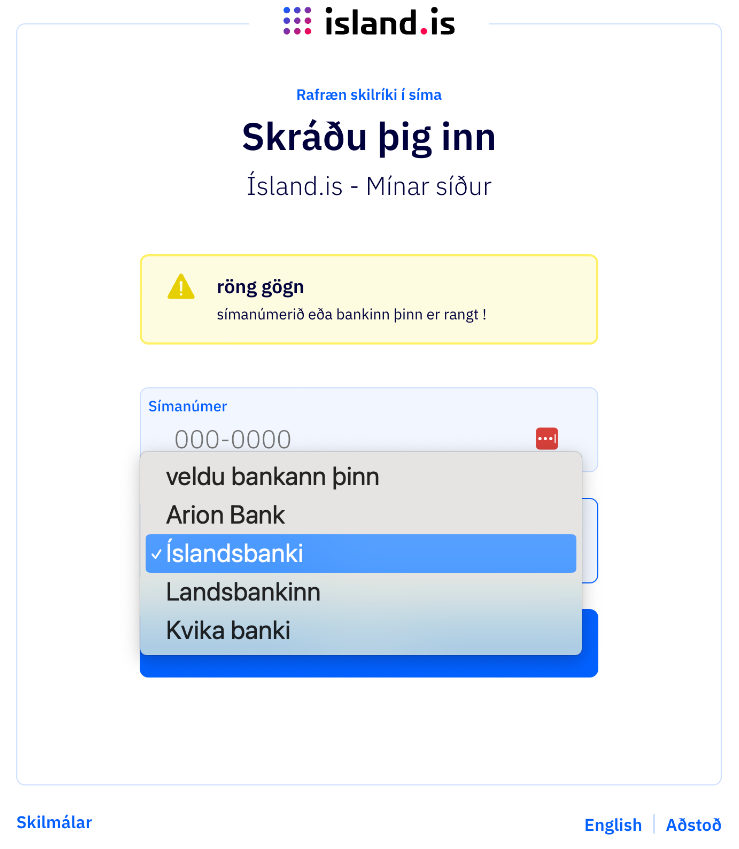 island.is
Rafræn skilríki í síma
Skráðu þig inn
Ísland.is - Mínar síður
röng gögn
símanúmerið eða bankinn þinn er rangt !
Símanúmer
000-0000
veldu bankann þinn
Arion Bank
✓ Íslandsbanki
Landsbankinn
Kvika banki
Skilmálar
English | Aðstoð